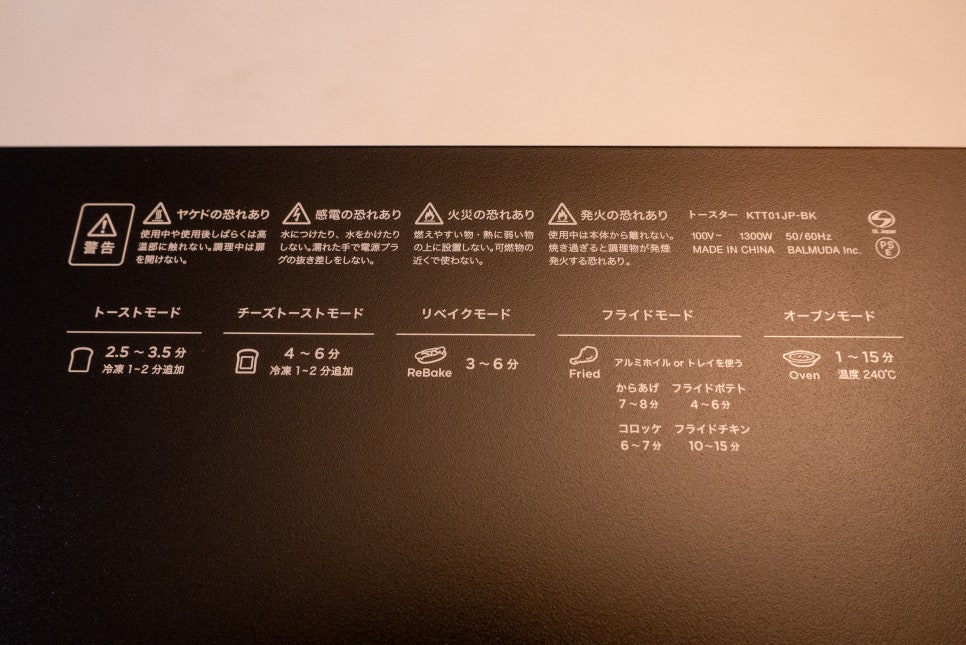 警告
ヤケドの恐れあり
使用中や使用後しばらくは高
温部に触れない。調理中は扉
を開けない。
感電の恐れあり
水につけたり、水をかけたり
しない。濡れた手で電源プラ
グの抜き差しをしない。
火災の恐れあり
燃えやすい物・熱に弱い物
の上に設置しない。可燃物の
近くで使わない。
発火の恐れあり
使用中は本体から離れない。
焼き過ぎると調理物が発煙
発火する恐れあり。
トースター KTT01JP-BK
100V~ 1300W 50/60Hz
MADE IN CHINA BALMUDA Inc.
PSE
トーストモード
2.5〜3.5分
冷凍1~2分追加
チーズトーストモード
4〜6分
冷凍1~2分追加
リベイクモード
ReBake
3〜6分
フライドモード
Fried
アルミホイル or トレイを使う
からあげ フライドポテト
7〜8分 4〜6分
コロッケ フライドチキン
6〜7分 10〜15分
オーブンモード
Oven
1〜15分
温度 240℃